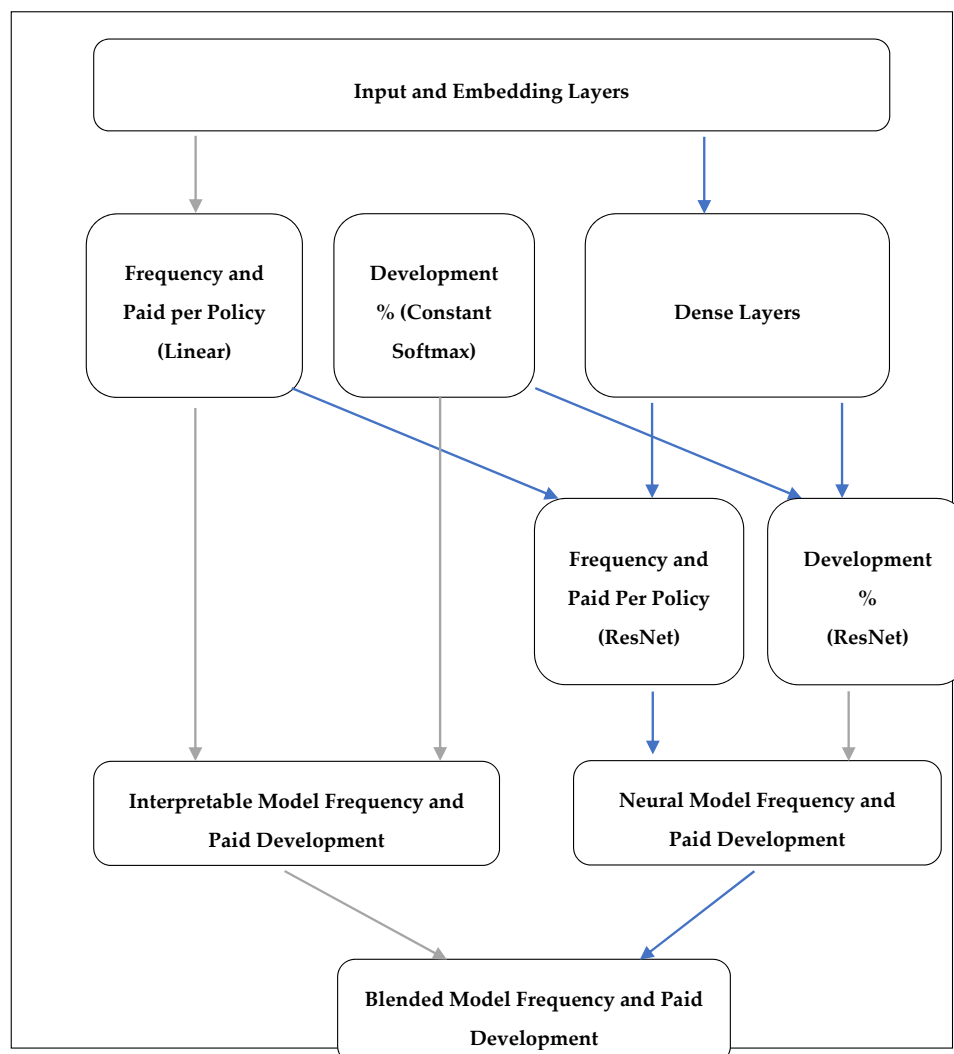 Input and Embedding Layers
Frequency and
Paid per Policy
(Linear)
Development
% (Constant
Softmax)
Dense Layers
Frequency and
Paid Per Policy
(ResNet)
Development
%
(ResNet)
Interpretable Model Frequency and
Paid Development
Neural Model Frequency and
Paid Development
Blended Model Frequency and Paid
Development